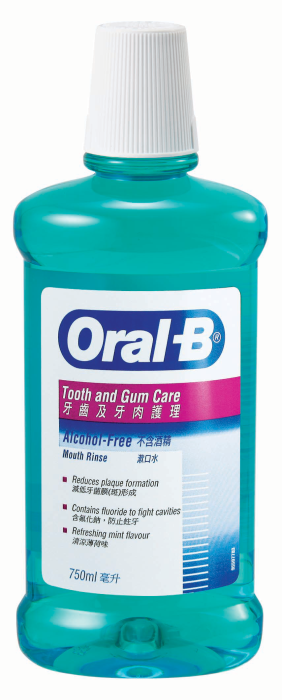 Oral-B®
Tooth and Gum Care
牙齒及牙肉護理
Alcohol-Free 不含酒精
Mouth Rinse 漱口水
Reduces plaque formation
減低牙菌膜(斑)形成
Contains fluoride to fight cavities
含氟化鈉，防止蛀牙
Refreshing mint flavour
清涼薄荷味
750ml 毫升